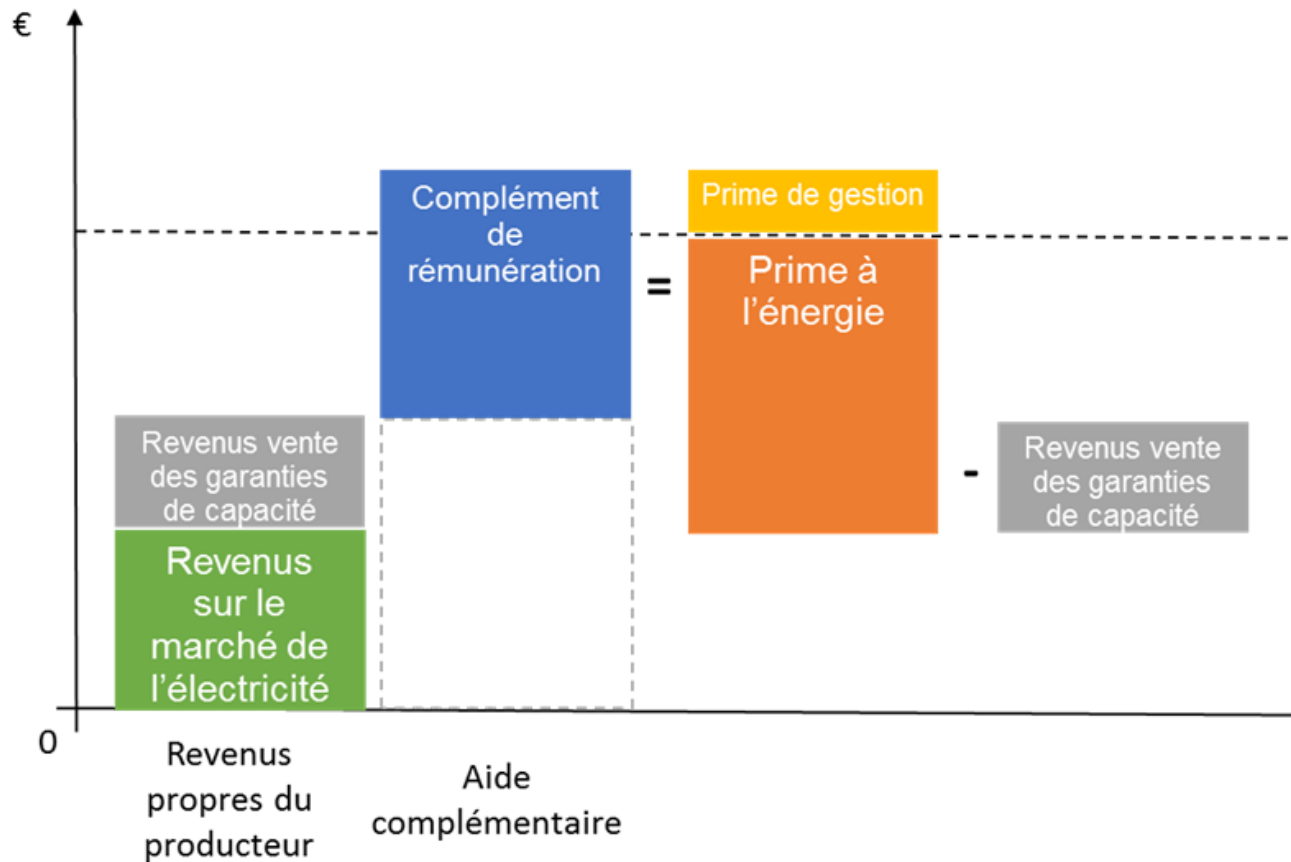 €
Complément
de
rémunération
=
Prime de gestion
Prime à
l’énergie
Revenus vente
des garanties
de capacité
-
Revenus vente
des garanties
de capacité
Revenus
sur le
marché de
l’électricité
0
Revenus
propres du
producteur
Aide
complémentaire